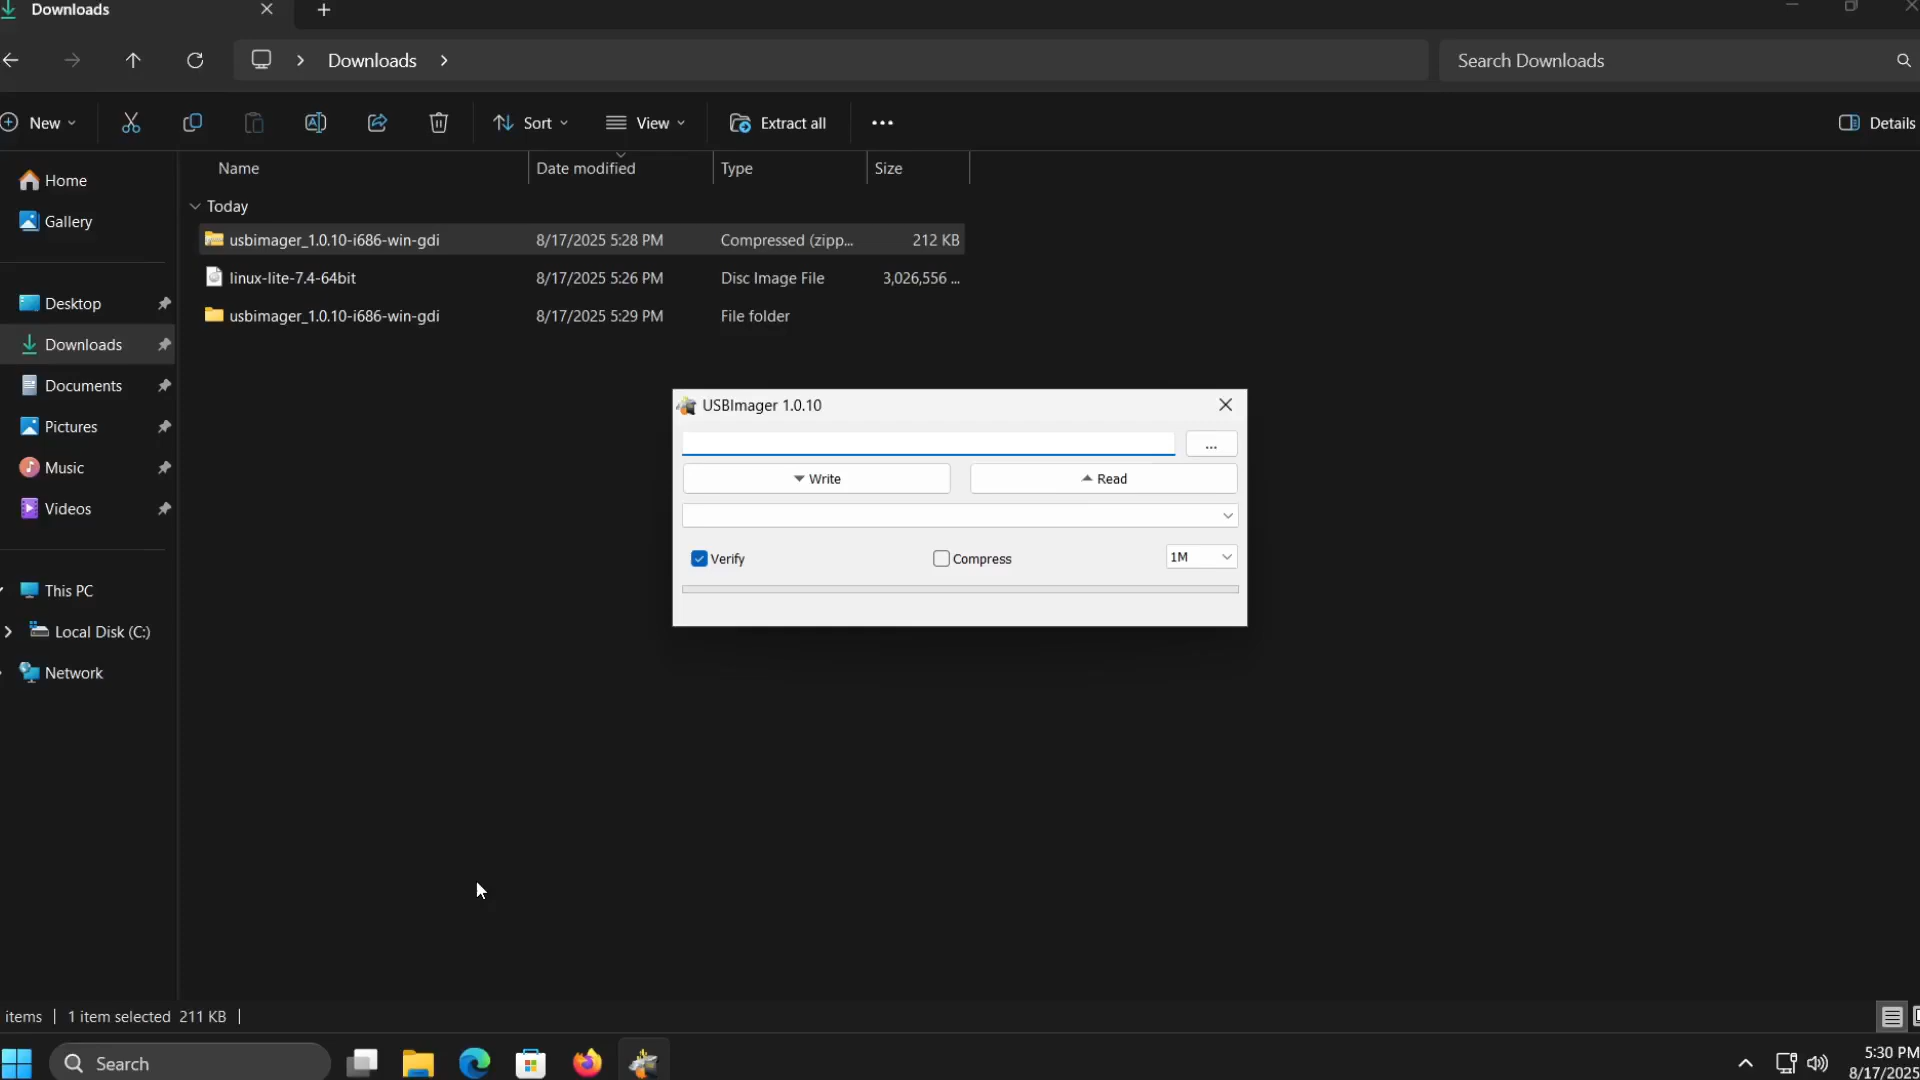 Downloads
Downloads
Search Downloads
New
Sort
View
Extract all
Details
Name
Date modified
Type
Size
Home
Gallery
Today
usbimager_1.0.10-i686-win-gdi 8/17/2025 5:28 PM Compressed (zipp... 212 KB
linux-lite-7.4-64bit 8/17/2025 5:26 PM Disc Image File 3,026,556 ...
usbimager_1.0.10-i686-win-gdi 8/17/2025 5:29 PM File folder
Desktop
Downloads
Documents
Pictures
Music
Videos
This PC
Local Disk (C:)
Network
USBImager 1.0.10
...
Write
Read
Verify
Compress
1M
items
1 item selected 211 KB
Search
5:30 PM
8/17/2025